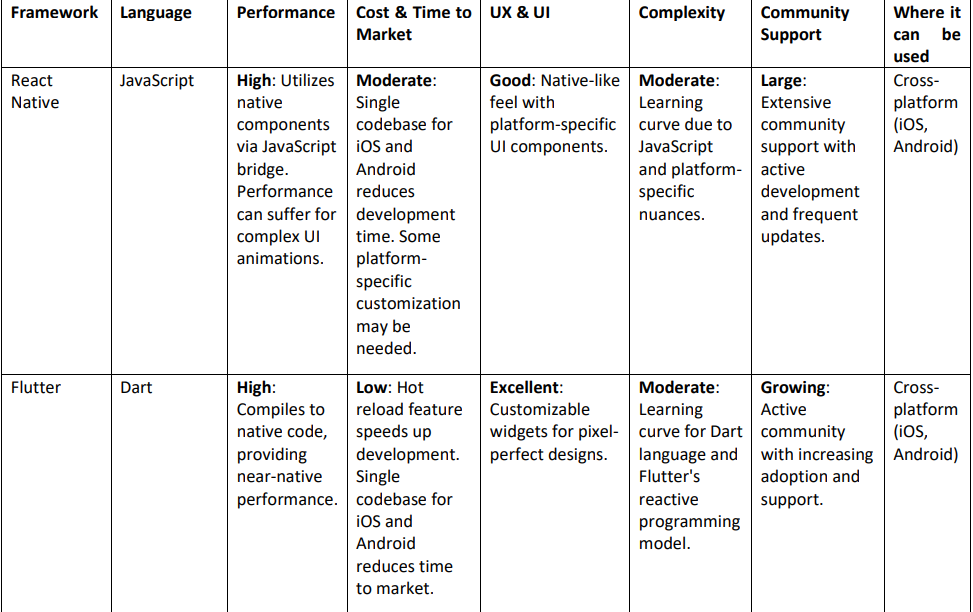 Framework
Language
Performance
Cost & Time to
Market
UX & UI
Complexity
Community
Support
Where it
can be
used
React
Native
JavaScript
High: Utilizes
native
components
via JavaScript
bridge.
Performance
can suffer for
complex UI
animations.
Moderate:
Single
codebase for
iOS and
Android
reduces
development
time. Some
platform-
specific
customization
may be
needed.
Good: Native-like
feel with
platform-specific
UI components.
Moderate:
Learning
curve due to
JavaScript
and platform-
specific
nuances.
Large:
Extensive
community
support with
active
development
and frequent
updates.
Cross-
platform
(iOS,
Android)
Flutter
Dart
High:
Compiles to
native code,
providing
near-native
performance.
Low: Hot
reload feature
speeds up
development.
Single
codebase for
iOS and
Android
reduces time
to market.
Excellent:
Customizable
widgets for pixel-
perfect designs.
Moderate:
Learning
curve for Dart
language and
Flutter's
reactive
programming
model.
Growing:
Active
community
with increasing
adoption and
support.
Cross-
platform
(iOS,
Android)